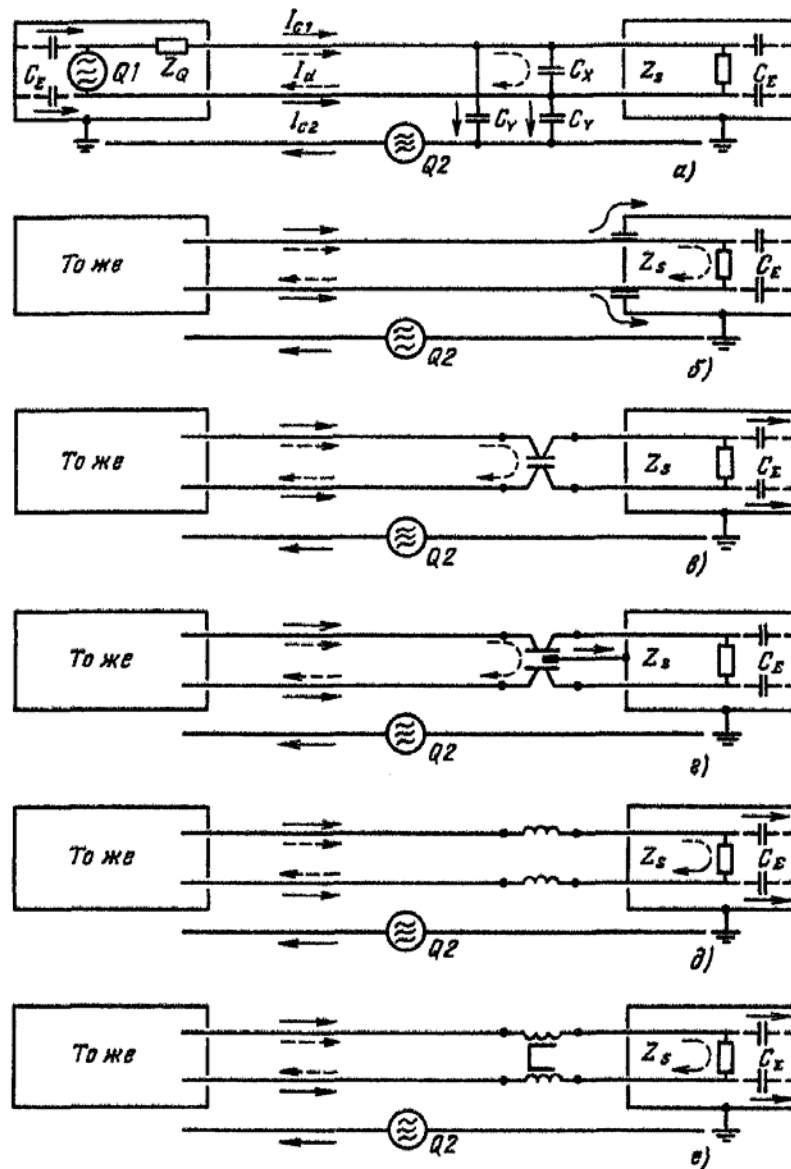 I_C1
C_E Q1 Z_Q I_d C_X Z_s C_E
I_C2 C_Y C_Y
Q2
а)
То же Z_s C_E
Q2
б)
То же Z_s C_E
Q2
в)
То же Z_s C_E
Q2
г)
То же Z_s C_E
Q2
д)
То же Z_s C_E
Q2
е)